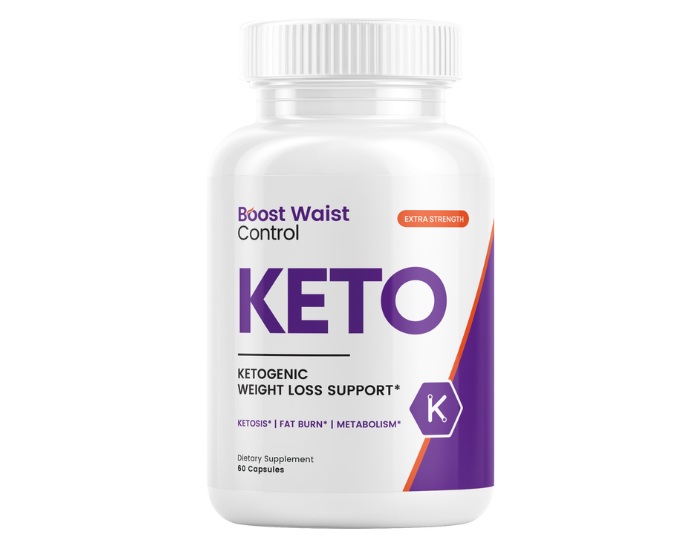 Boost Waist
Control
EXTRA STRENGTH
KETO
KETOGENIC
WEIGHT LOSS SUPPORT*
KETOSIS* | FAT BURN* | METABOLISM*
K
Dietary Supplement
60 Capsules